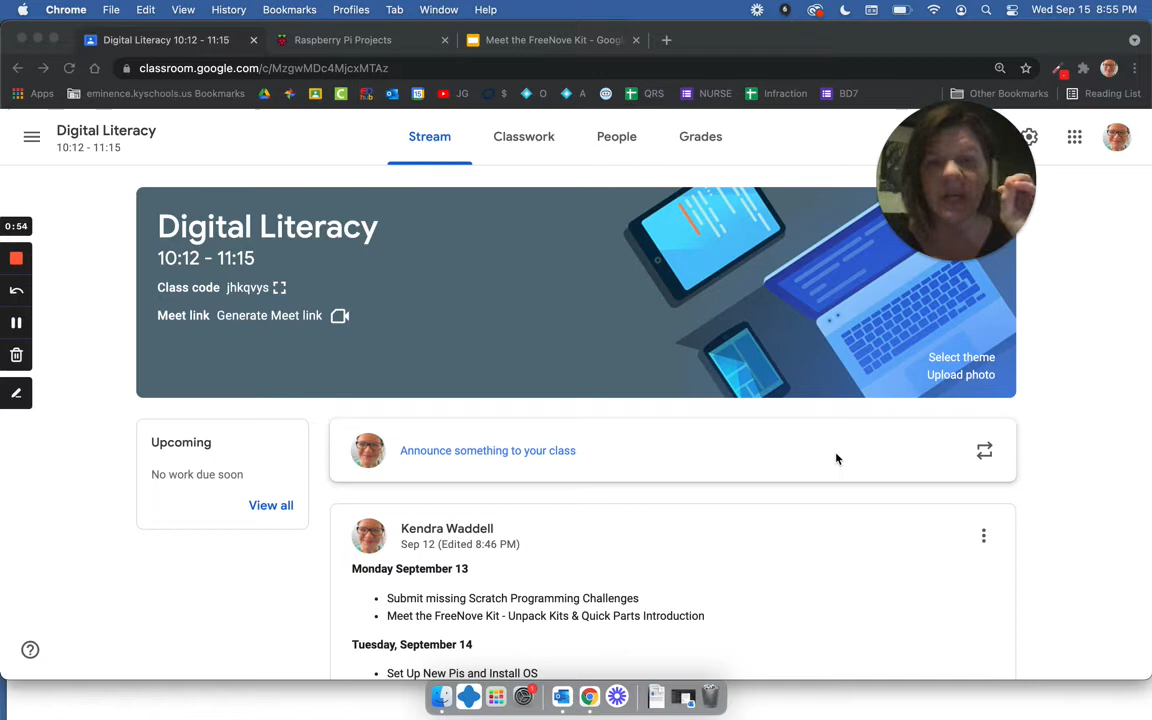 Chrome File Edit View History Bookmarks Profiles Tab Window Help 6 Wed Sep 15 8:55 PM
Digital Literacy 10:12 - 11:15 Raspberry Pi Projects Meet the FreeNove Kit - Goog
classroom.google.com/c/MzgwMDc4MjcxMTAz
Apps eminence.kyschools.us Bookmarks JG $ O A QRS NURSE Infraction BD7 Other Bookmarks Reading List
Digital Literacy
10:12 - 11:15
Stream Classwork People Grades
0:54
Digital Literacy
10:12 - 11:15
Class code jhkqvys
Meet link Generate Meet link
Select theme
Upload photo
Upcoming
No work due soon
View all
Announce something to your class
Kendra Waddell
Sep 12 (Edited 8:46 PM)
Monday September 13
• Submit missing Scratch Programming Challenges
• Meet the FreeNove Kit - Unpack Kits & Quick Parts Introduction
Tuesday, September 14
• Set Up New Pis and Install OS